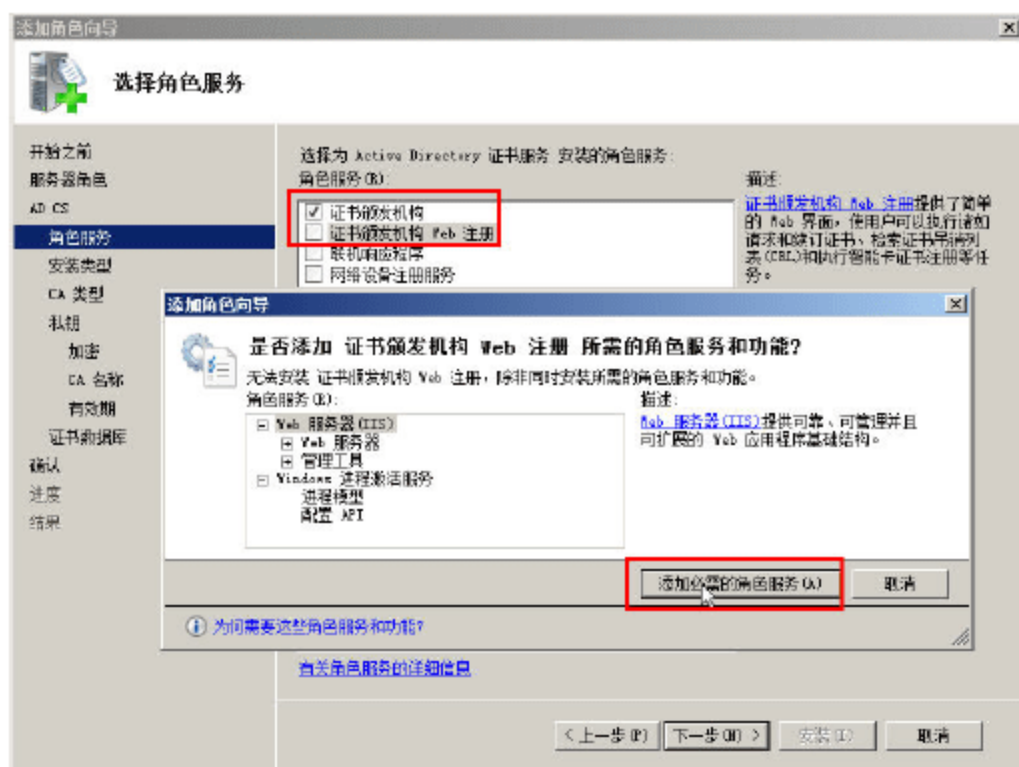 添加角色向导
选择角色服务
开始之前
服务器角色
AD CS
角色服务
安装类型
CA 类型
私钥
加密
CA 名称
有效期
证书数据库
确认
进度
结果
选择为 Active Directory 证书服务 安装的角色服务:
角色服务(R):
证书颁发机构
证书颁发机构 Web 注册
联机响应程序
网络设备注册服务
描述:
证书颁发机构 Web 注册提供了简单
的 Web 界面,使用户可以执行诸如
请求和续订证书、检索证书吊销列
表(CRL)和执行智能卡证书注册等任
务。
添加角色向导
是否添加 证书颁发机构 Web 注册 所需的角色服务和功能?
无法安装 证书颁发机构 Web 注册,除非同时安装所需的角色服务和功能。
角色服务(R):
Web 服务器(IIS)
Web 服务器
管理工具
Windows 进程激活服务
进程模型
配置 API
描述:
Web 服务器(IIS)提供可靠、可管理并且
可扩展的 Web 应用程序基础结构。
添加必需的角色服务(A)
取消
为何需要这些角色服务和功能?
有关角色服务的详细信息
< 上一步(P)
下一步(N) >
安装(I)
取消